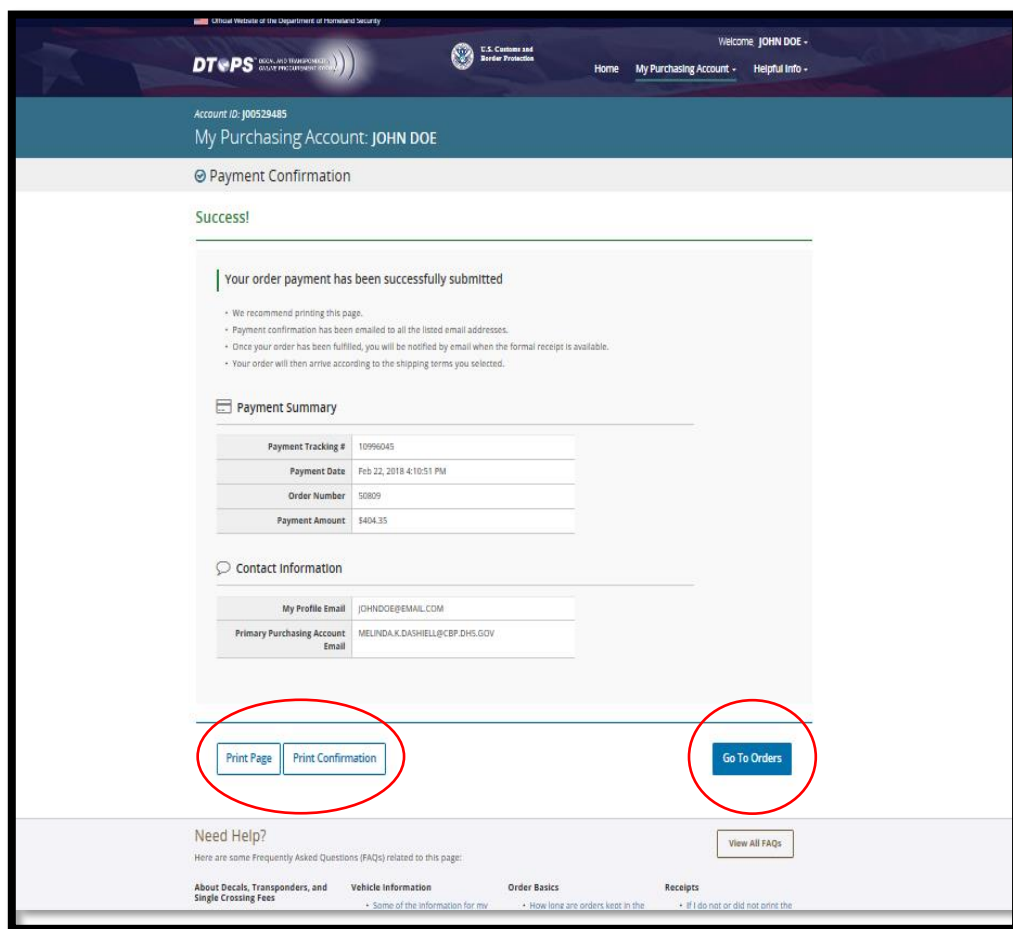 Official Website of the Department of Homeland Security
Welcome, JOHN DOE
DTOPS DECAL AND TRANSPONDER
ONLINE PROCUREMENT SYSTEM
U.S. Customs and
Border Protection
Home My Purchasing Account Helpful Info
Account ID: J00529485
My Purchasing Account: JOHN DOE
Payment Confirmation
Success!
Your order payment has been successfully submitted
• We recommend printing this page.
• Payment confirmation has been emailed to all the listed email addresses.
• Once your order has been fulfilled, you will be notified by email when the formal receipt is available.
• Your order will then arrive according to the shipping terms you selected.
Payment Summary
Payment Tracking # 10996045
Payment Date Feb 22, 2018 4:10:51 PM
Order Number 50809
Payment Amount $404.35
Contact Information
My Profile Email JOHNDOE@EMAIL.COM
Primary Purchasing Account MELINDA.K.DASHIELL@CBP.DHS.GOV
Email
Print Page Print Confirmation Go To Orders
Need Help?
View All FAQs
Here are some Frequently Asked Questions (FAQs) related to this page:
About Decals, Transponders, and Vehicle Information Order Basics Receipts
Single Crossing Fees
• Some of the information for my • How long are orders kept in the • If I do not or did not print the